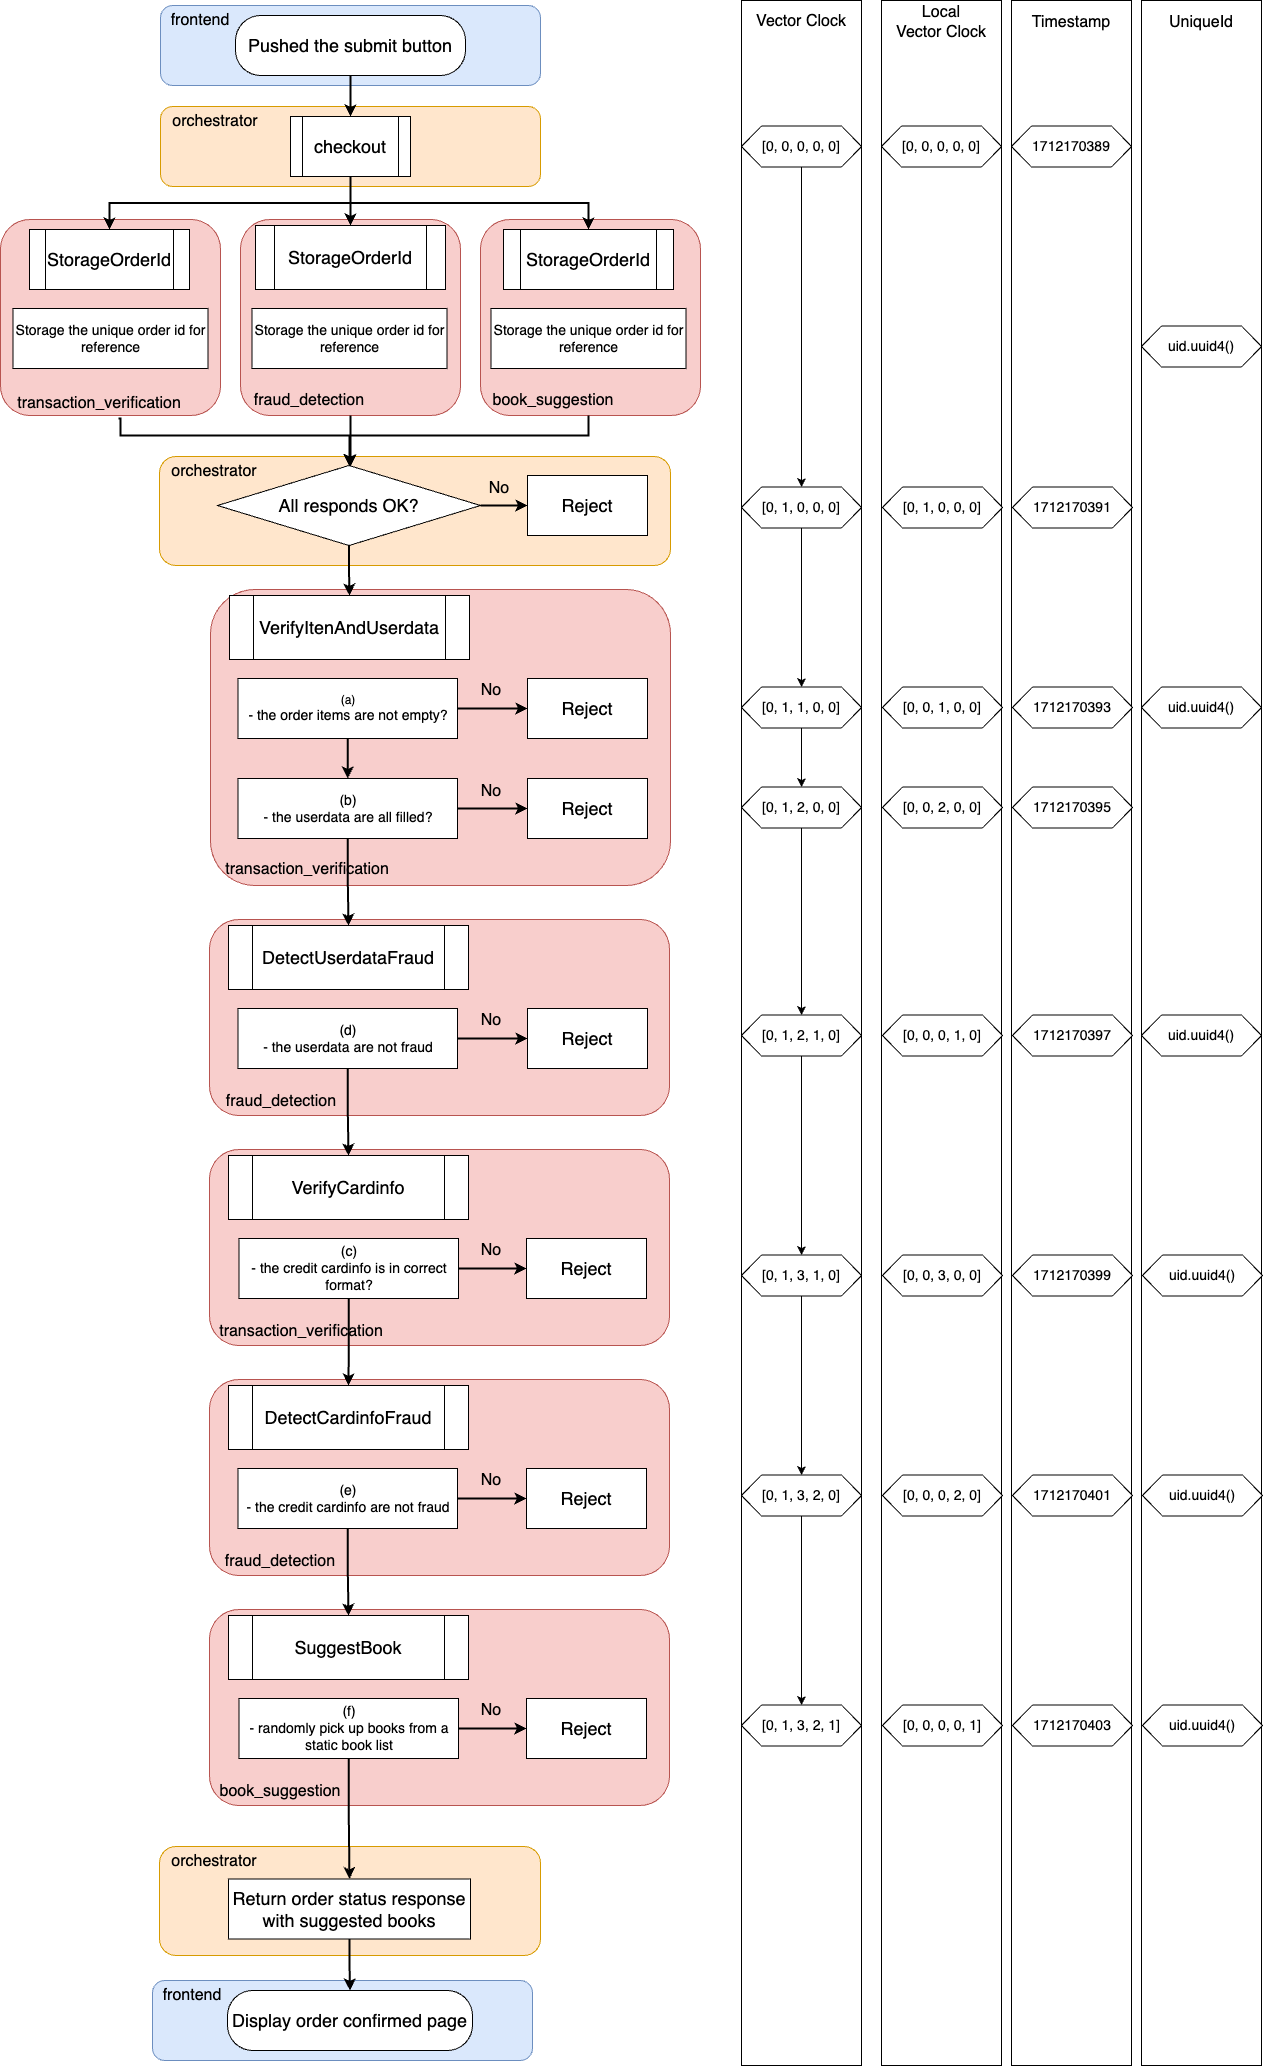 frontend
Pushed the submit button
orchestrator
checkout
StorageOrderId
Storage the unique order id for
reference
transaction_verification
StorageOrderId
Storage the unique order id for
reference
fraud_detection
StorageOrderId
Storage the unique order id for
reference
book_suggestion
orchestrator
All responds OK?
No
Reject
VerifyItenAndUserdata
(a)
- the order items are not empty?
No
Reject
(b)
- the userdata are all filled?
No
Reject
transaction_verification
DetectUserdataFraud
(d)
- the userdata are not fraud
No
Reject
fraud_detection
VerifyCardinfo
(c)
- the credit cardinfo is in correct
format?
No
Reject
transaction_verification
DetectCardinfoFraud
(e)
- the credit cardinfo are not fraud
No
Reject
fraud_detection
SuggestBook
(f)
- randomly pick up books from a
static book list
No
Reject
book_suggestion
orchestrator
Return order status response
with suggested books
frontend
Display order confirmed page
Vector Clock
[0, 0, 0, 0, 0]
[0, 1, 0, 0, 0]
[0, 1, 1, 0, 0]
[0, 1, 2, 0, 0]
[0, 1, 2, 1, 0]
[0, 1, 3, 1, 0]
[0, 1, 3, 2, 0]
[0, 1, 3, 2, 1]
Local
Vector Clock
[0, 0, 0, 0, 0]
[0, 1, 0, 0, 0]
[0, 0, 1, 0, 0]
[0, 0, 2, 0, 0]
[0, 0, 0, 1, 0]
[0, 0, 3, 0, 0]
[0, 0, 0, 2, 0]
[0, 0, 0, 0, 1]
Timestamp
1712170389
1712170391
1712170393
1712170395
1712170397
1712170399
1712170401
1712170403
UniqueId
uid.uuid4()
uid.uuid4()
uid.uuid4()
uid.uuid4()
uid.uuid4()
uid.uuid4()